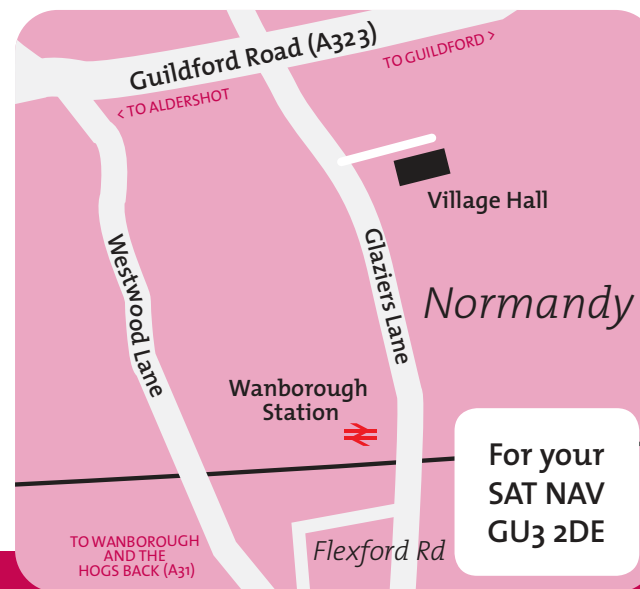 Guildford Road (A323)
TO GUILDFORD >
< TO ALDERSHOT
Village Hall
Westwood Lane
Glaziers Lane
Normandy
Wanborough
Station
For your
SAT NAV
GU3 2DE
TO WANBOROUGH
AND THE
HOGS BACK (A31)
Flexford Rd